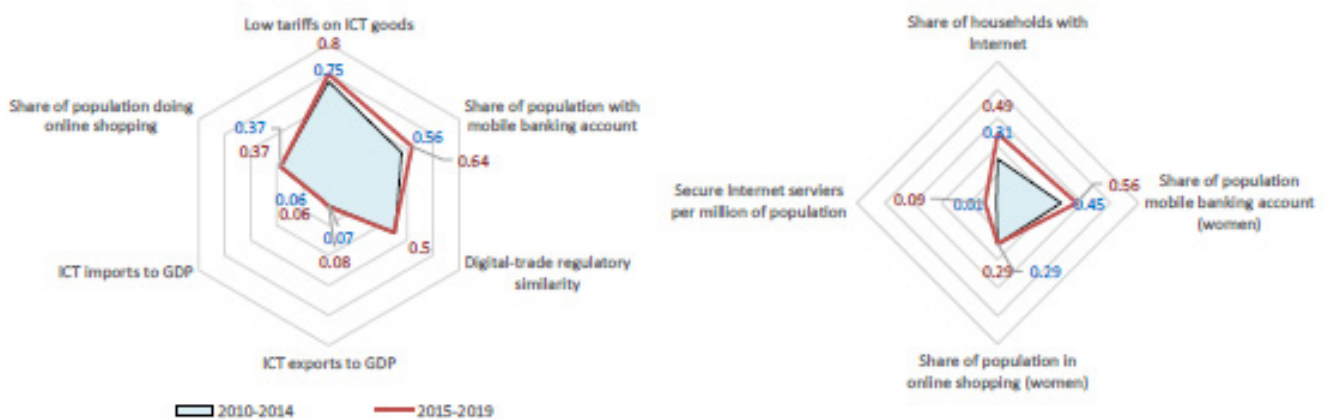 Low tariffs on ICT goods
0.8
0.75
Share of population doing
online shopping
Share of population with
mobile banking account
0.37
0.37
0.56
0.64
0.06
0.06
0.07
0.08
0.5
ICT imports to GDP
Digital-trade regulatory
similarity
ICT exports to GDP
2010-2014
2015-2019
Share of households with
Internet
0.49
0.31
Secure Internet serviers
per million of population
0.09
0.01
0.56
0.45
Share of population
mobile banking account
(women)
0.29
0.29
Share of population in
online shopping (women)